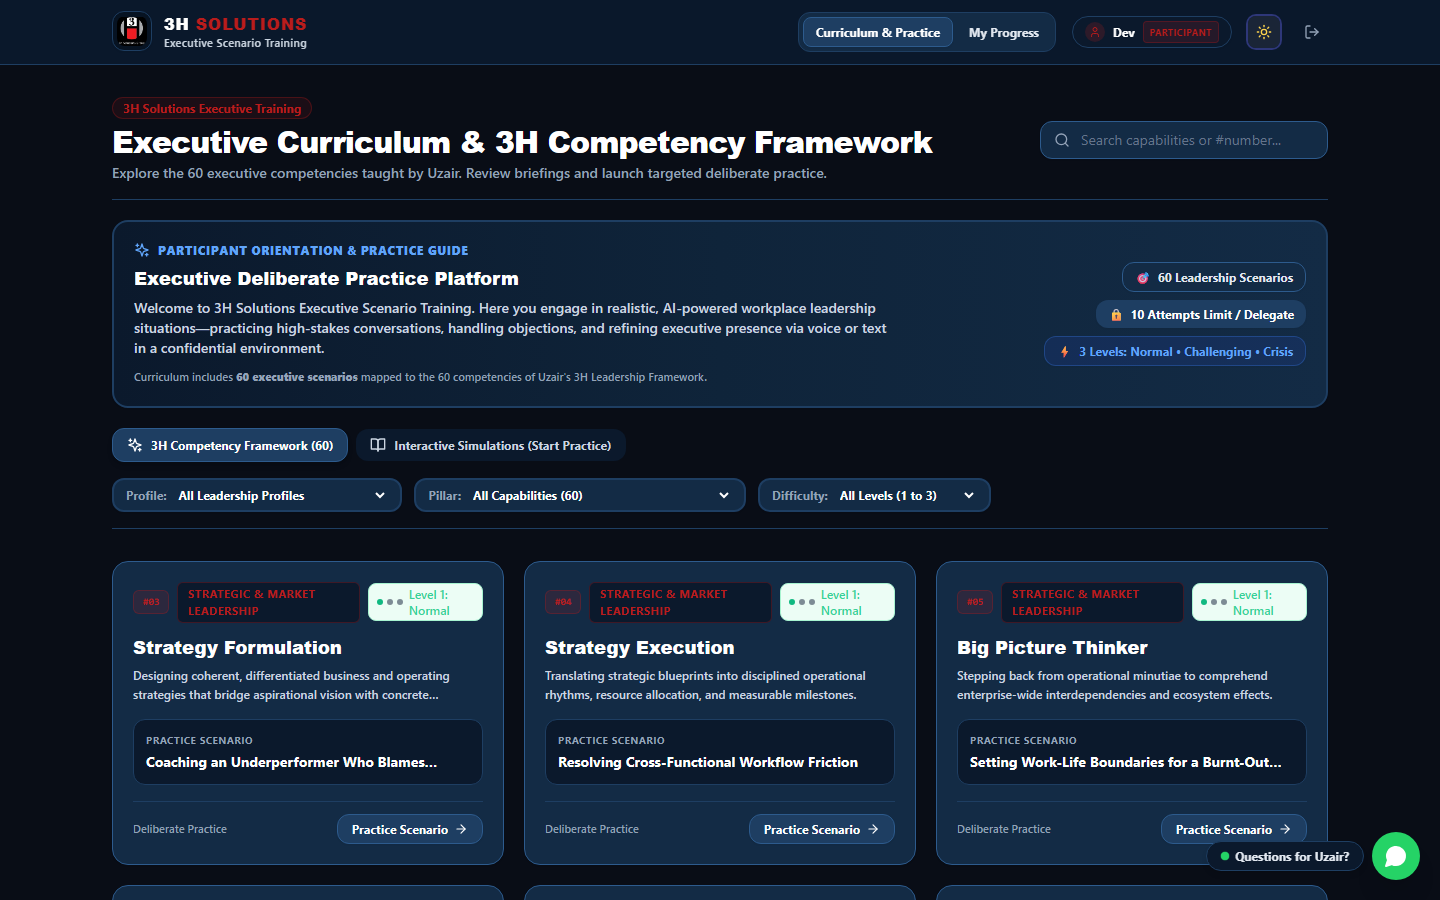 3H SOLUTIONS
Executive Scenario Training
Curriculum & Practice
My Progress
Dev
PARTICIPANT
3H Solutions Executive Training
Executive Curriculum & 3H Competency Framework
Explore the 60 executive competencies taught by Uzair. Review briefings and launch targeted deliberate practice.
Search capabilities or #number...
PARTICIPANT ORIENTATION & PRACTICE GUIDE
Executive Deliberate Practice Platform
Welcome to 3H Solutions Executive Scenario Training. Here you engage in realistic, AI-powered workplace leadership
situations—practicing high-stakes conversations, handling objections, and refining executive presence via voice or text
in a confidential environment.
Curriculum includes 60 executive scenarios mapped to the 60 competencies of Uzair's 3H Leadership Framework.
60 Leadership Scenarios
10 Attempts Limit / Delegate
3 Levels: Normal • Challenging • Crisis
3H Competency Framework (60)
Interactive Simulations (Start Practice)
Profile: All Leadership Profiles
Pillar: All Capabilities (60)
Difficulty: All Levels (1 to 3)
#03
STRATEGIC & MARKET
LEADERSHIP
Level 1:
Normal
Strategy Formulation
Designing coherent, differentiated business and operating
strategies that bridge aspirational vision with concrete...
PRACTICE SCENARIO
Coaching an Underperformer Who Blames...
Deliberate Practice
Practice Scenario
#04
STRATEGIC & MARKET
LEADERSHIP
Level 1:
Normal
Strategy Execution
Translating strategic blueprints into disciplined operational
rhythms, resource allocation, and measurable milestones.
PRACTICE SCENARIO
Resolving Cross-Functional Workflow Friction
Deliberate Practice
Practice Scenario
#05
STRATEGIC & MARKET
LEADERSHIP
Level 1:
Normal
Big Picture Thinker
Stepping back from operational minutiae to comprehend
enterprise-wide interdependencies and ecosystem effects.
PRACTICE SCENARIO
Setting Work-Life Boundaries for a Burnt-Out...
Deliberate Practice
Practice Scenario
Questions for Uzair?